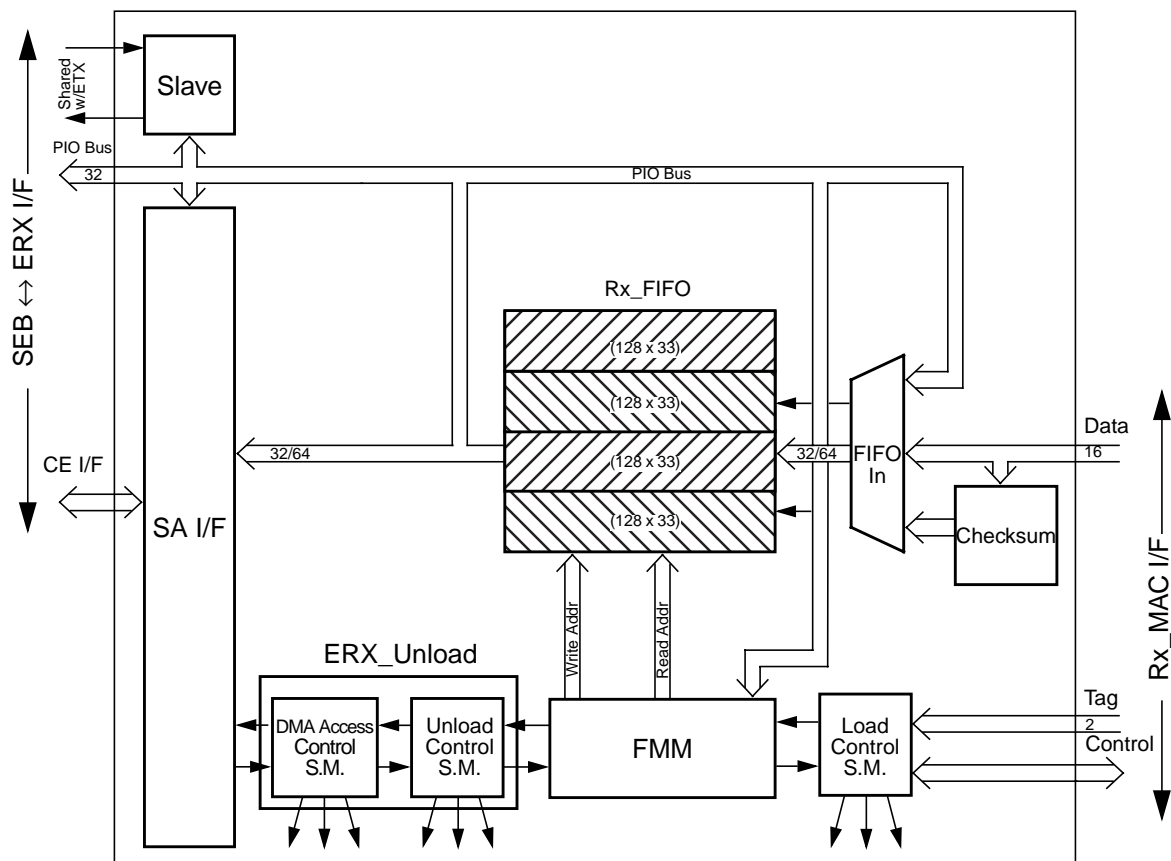 Shared
w/ETX
Slave
PIO Bus
32
PIO Bus
SEB ↔ ERX I/F
Rx_FIFO
(128 x 33)
(128 x 33)
(128 x 33)
(128 x 33)
32/64
32/64
FIFO
In
Data
16
CE I/F
SA I/F
Checksum
Write Addr
Read Addr
Rx_MAC I/F
ERX_Unload
DMA Access
Control
S.M.
Unload
Control
S.M.
FMM
Load
Control
S.M.
Tag
2
Control